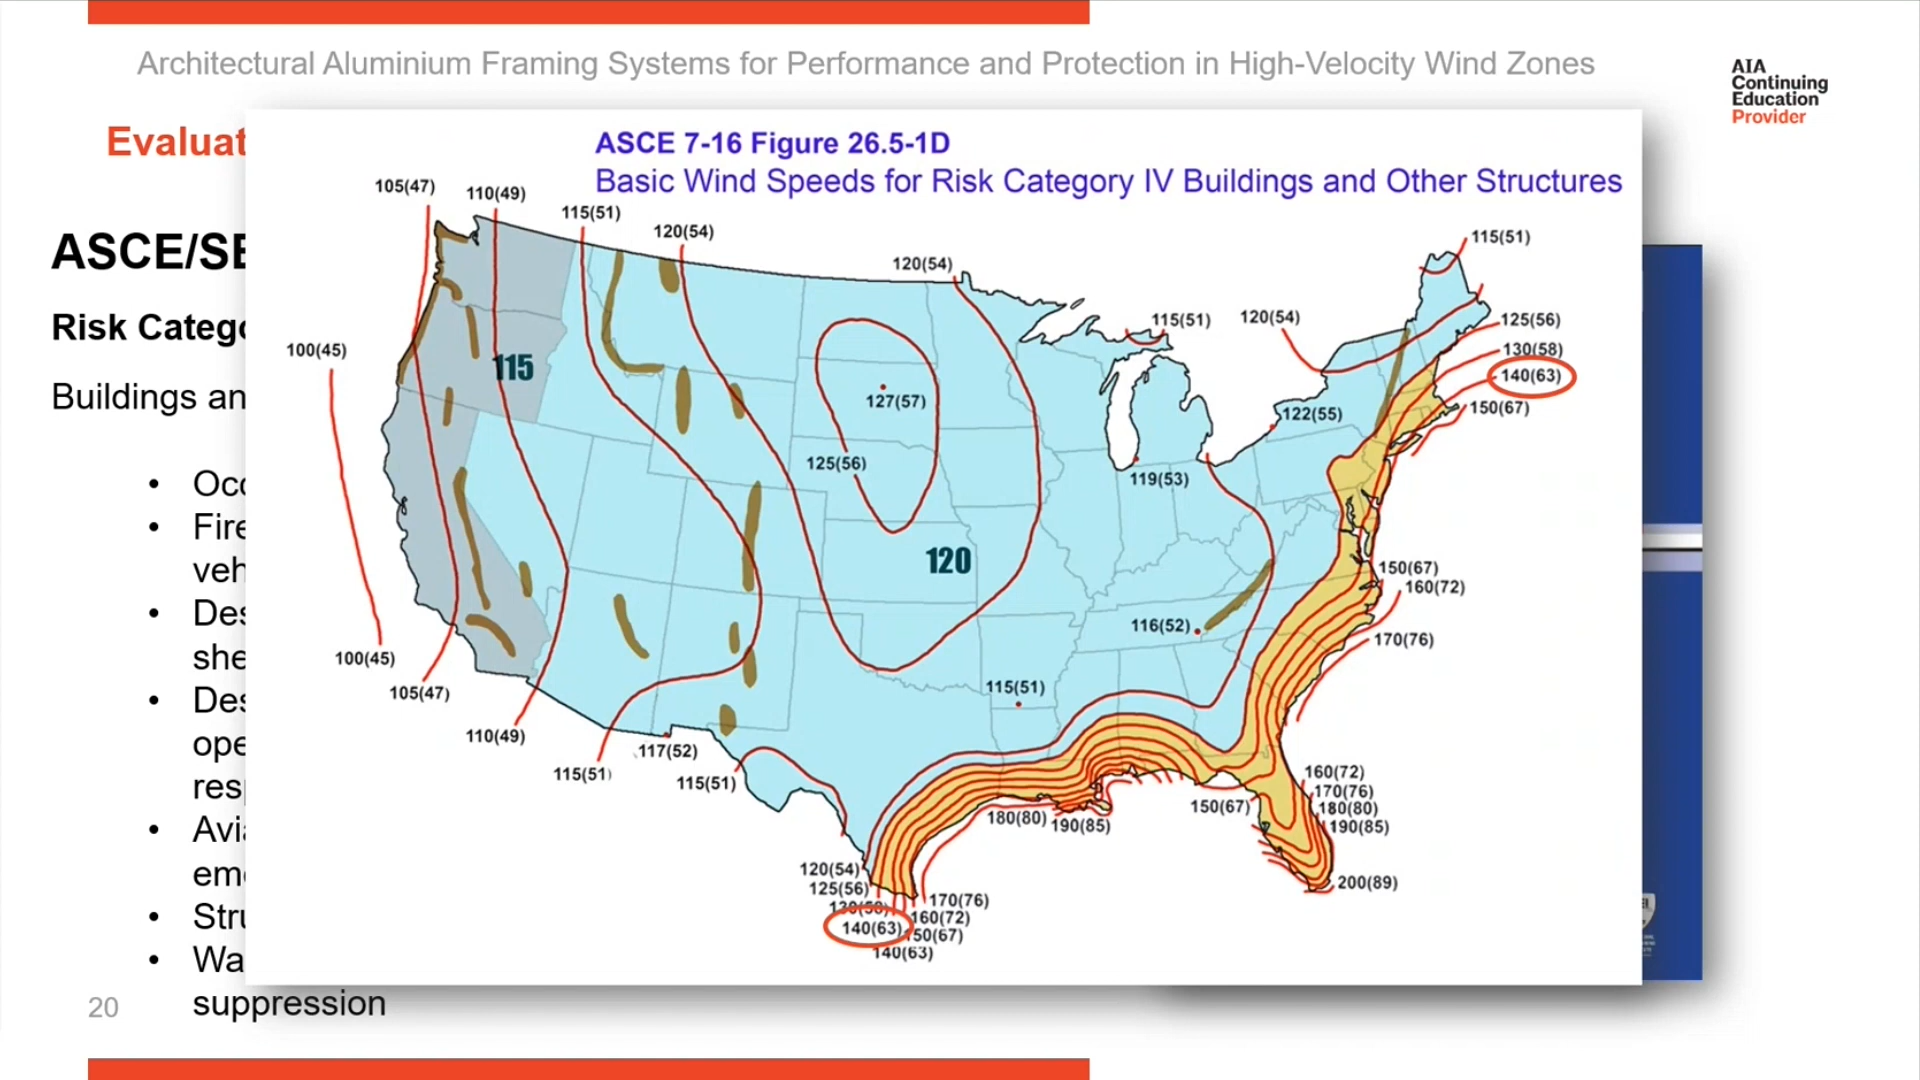 Architectural Aluminium Framing Systems for Performance and Protection in High-Velocity Wind Zones
AIA
Continuing
Education
Provider
Evaluat
ASCE 7-16 Figure 26.5-1D
Basic Wind Speeds for Risk Category IV Buildings and Other Structures
ASCE/SE
Risk Catego
Buildings an
• Occ
• Fire
veh
• Des
she
• Des
ope
resp
• Avia
eme
• Stru
• Wa
suppression
105(47)
110(49)
115(51)
120(54)
120(54)
115(51)
115(51)
120(54)
125(56)
130(58)
140(63)
150(67)
100(45)
115
127(57)
122(55)
125(56)
119(53)
120
150(67)
160(72)
116(52)
170(76)
100(45)
105(47)
115(51)
110(49)
117(52)
115(51)
115(51)
160(72)
170(76)
180(80)
190(85)
150(67)
180(80)
190(85)
120(54)
125(56)
130(58)
140(63)
170(76)
160(72)
150(67)
140(63)
200(89)
20